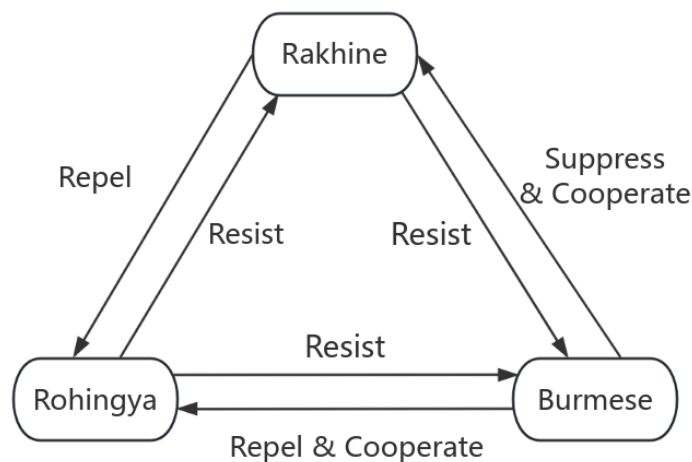 Rakhine
Suppress
& Cooperate
Repel
Resist
Resist
Resist
Rohingya
Burmese
Repel & Cooperate